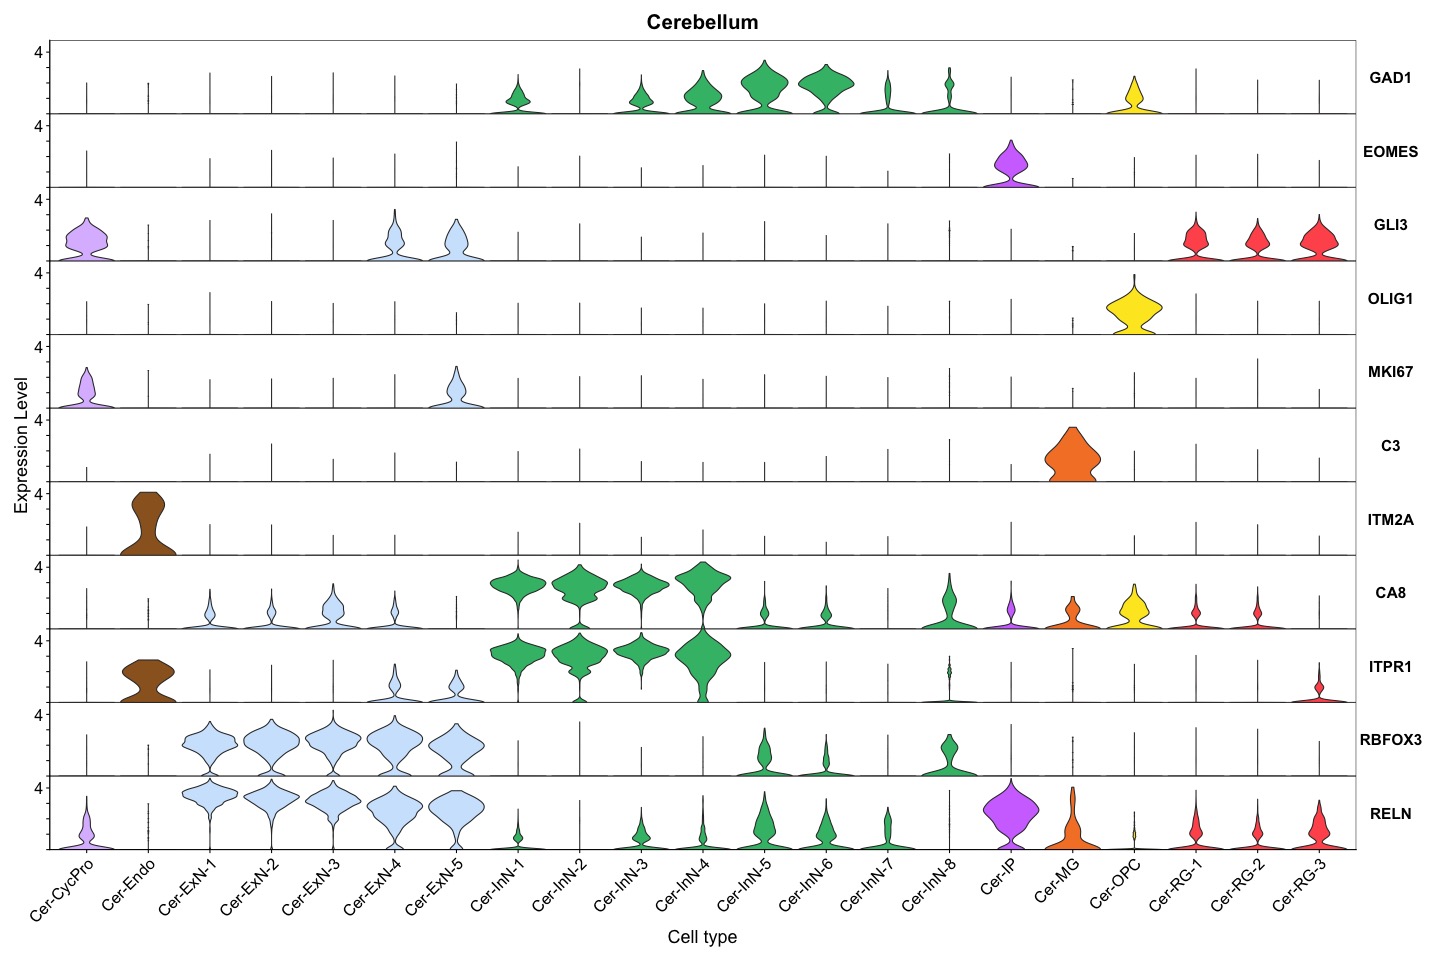 Cerebellum
4
GAD1
4
EOMES
4
GLI3
4
OLIG1
4
MKI67
4
C3
4
ITM2A
4
CA8
4
ITPR1
4
RBFOX3
4
RELN
Expression Level
Cer-CycPro
Cer-Endo
Cer-ExN-1
Cer-ExN-2
Cer-ExN-3
Cer-ExN-4
Cer-ExN-5
Cer-InN-1
Cer-InN-2
Cer-InN-3
Cer-InN-4
Cer-InN-5
Cer-InN-6
Cer-InN-7
Cer-InN-8
Cer-IP
Cer-MG
Cer-OPC
Cer-RG-1
Cer-RG-2
Cer-RG-3
Cell type